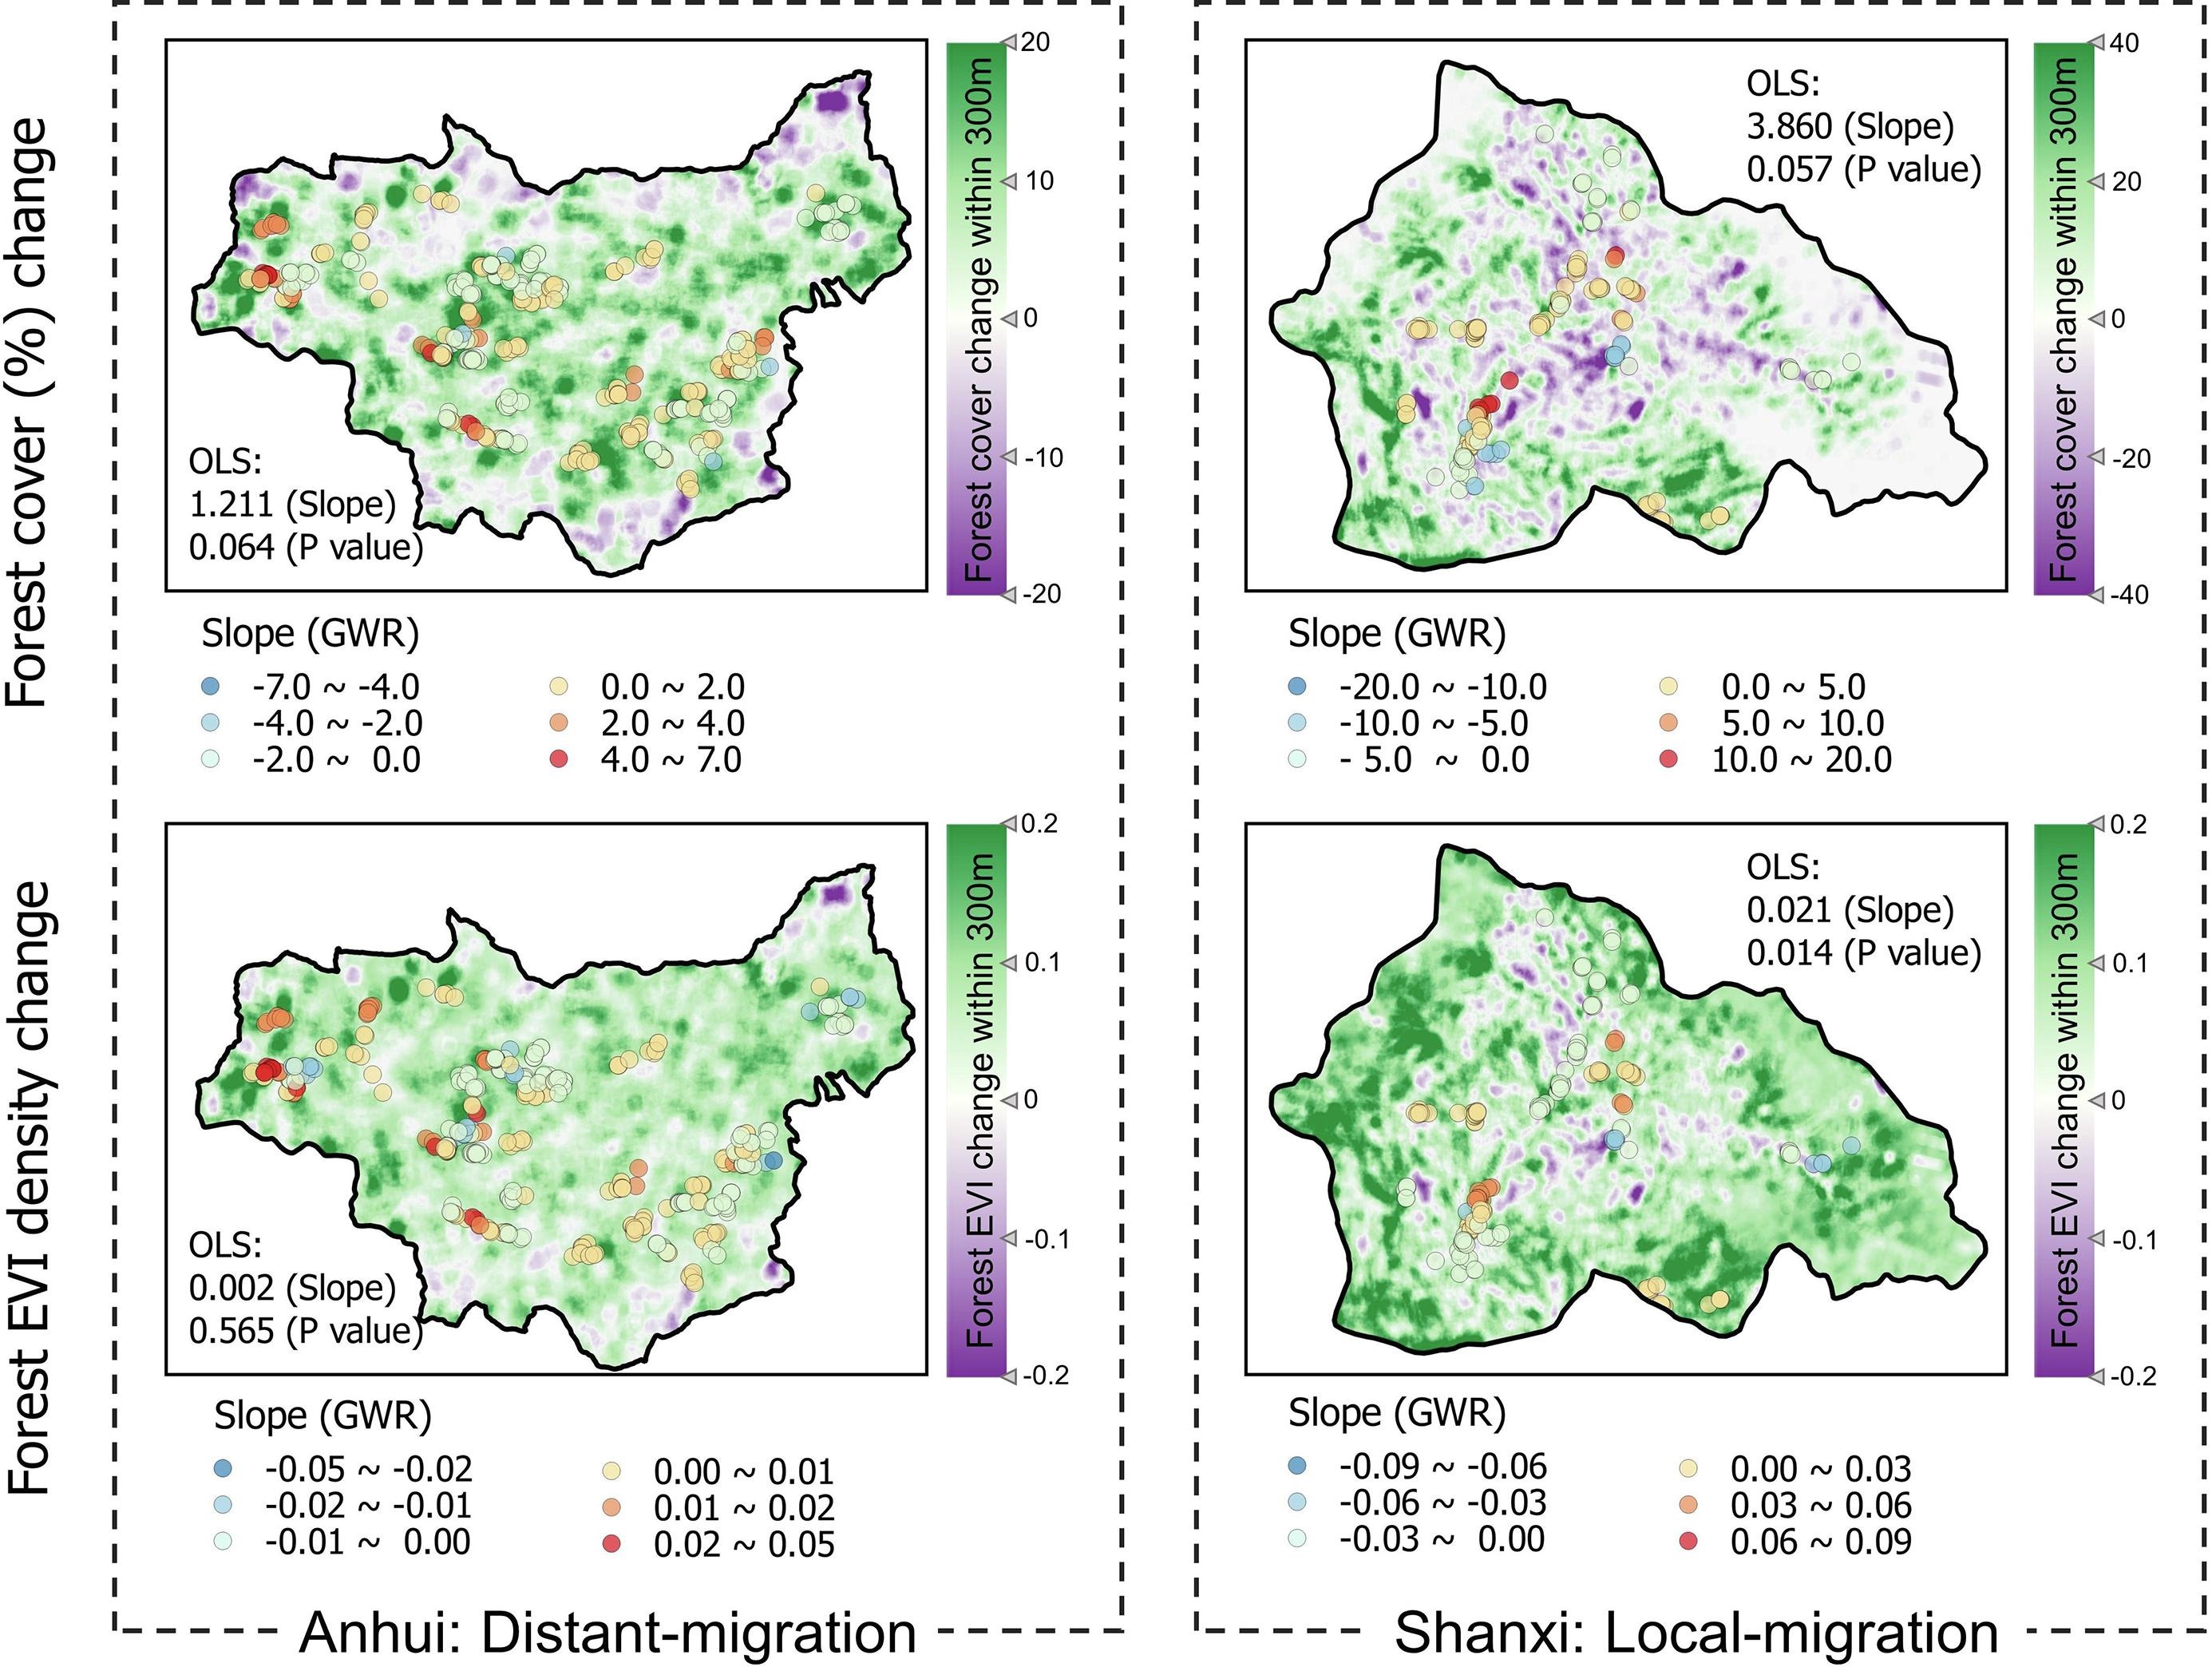 Forest cover (%) change
20
10
0
-10
-20
Forest cover change within 300m
OLS:
1.211 (Slope)
0.064 (P value)
Slope (GWR)
-7.0 ~ -4.0
-4.0 ~ -2.0
-2.0 ~ 0.0
0.0 ~ 2.0
2.0 ~ 4.0
4.0 ~ 7.0
OLS:
3.860 (Slope)
0.057 (P value)
40
20
0
-20
-40
Forest cover change within 300m
Slope (GWR)
-20.0 ~ -10.0
-10.0 ~ -5.0
- 5.0 ~ 0.0
0.0 ~ 5.0
5.0 ~ 10.0
10.0 ~ 20.0
Forest EVI density change
0.2
0.1
0
-0.1
-0.2
Forest EVI change within 300m
OLS:
0.002 (Slope)
0.565 (P value)
Slope (GWR)
-0.05 ~ -0.02
-0.02 ~ -0.01
-0.01 ~ 0.00
0.00 ~ 0.01
0.01 ~ 0.02
0.02 ~ 0.05
OLS:
0.021 (Slope)
0.014 (P value)
0.2
0.1
0
-0.1
-0.2
Forest EVI change within 300m
Slope (GWR)
-0.09 ~ -0.06
-0.06 ~ -0.03
-0.03 ~ 0.00
0.00 ~ 0.03
0.03 ~ 0.06
0.06 ~ 0.09
Anhui: Distant-migration
Shanxi: Local-migration